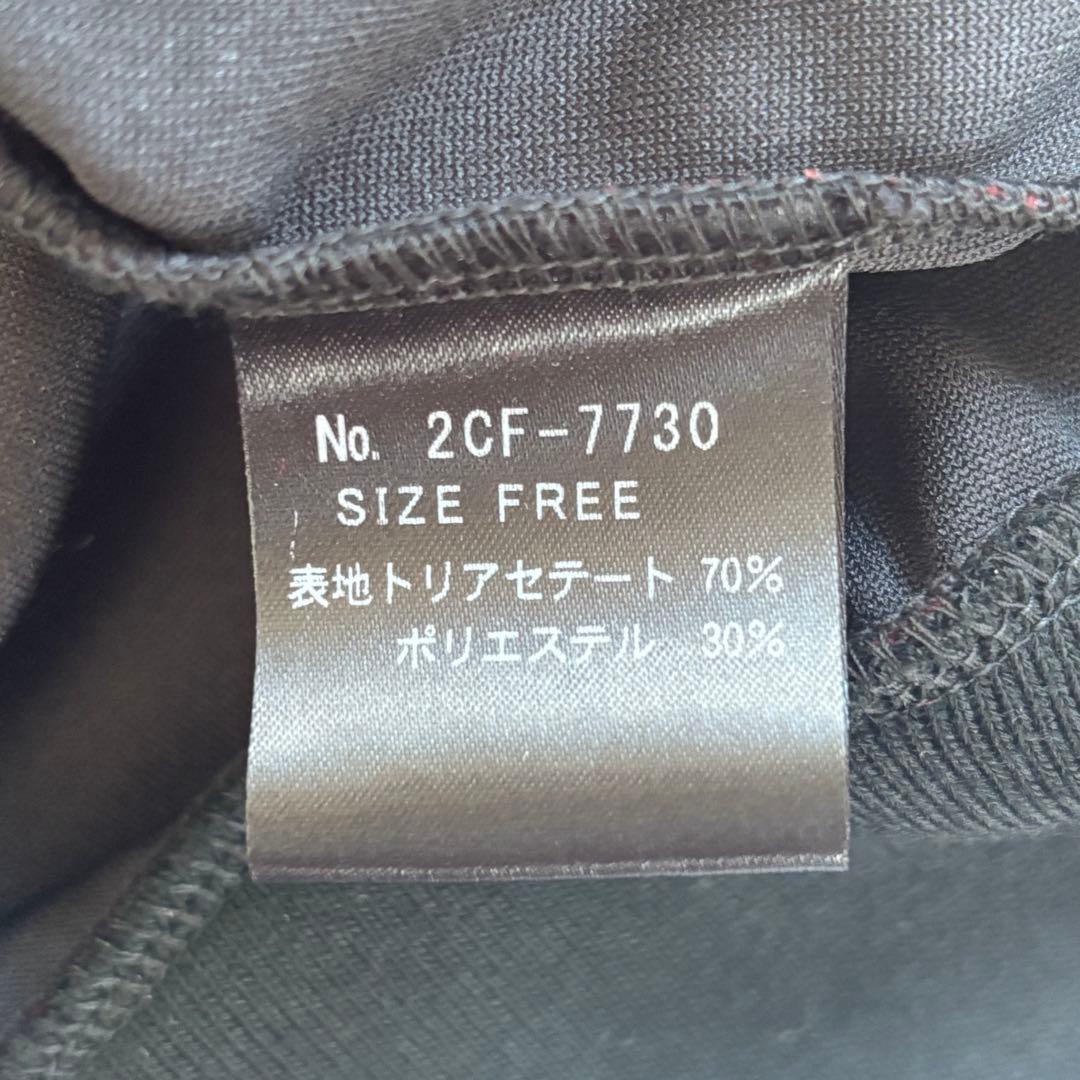 No. 2CF-7730
SIZE FREE
表地トリアセテート 70%
ポリエステル 30%